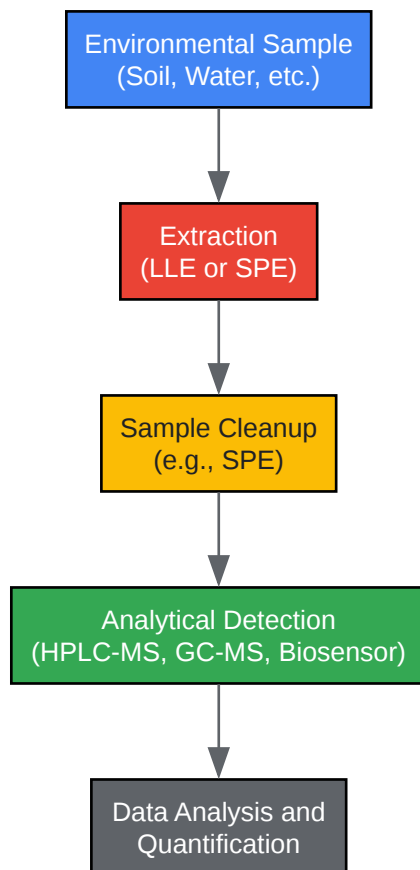 Environmental Sample
(Soil, Water, etc.)
Extraction
(LLE or SPE)
Sample Cleanup
(e.g., SPE)
Analytical Detection
(HPLC-MS, GC-MS, Biosensor)
Data Analysis and
Quantification